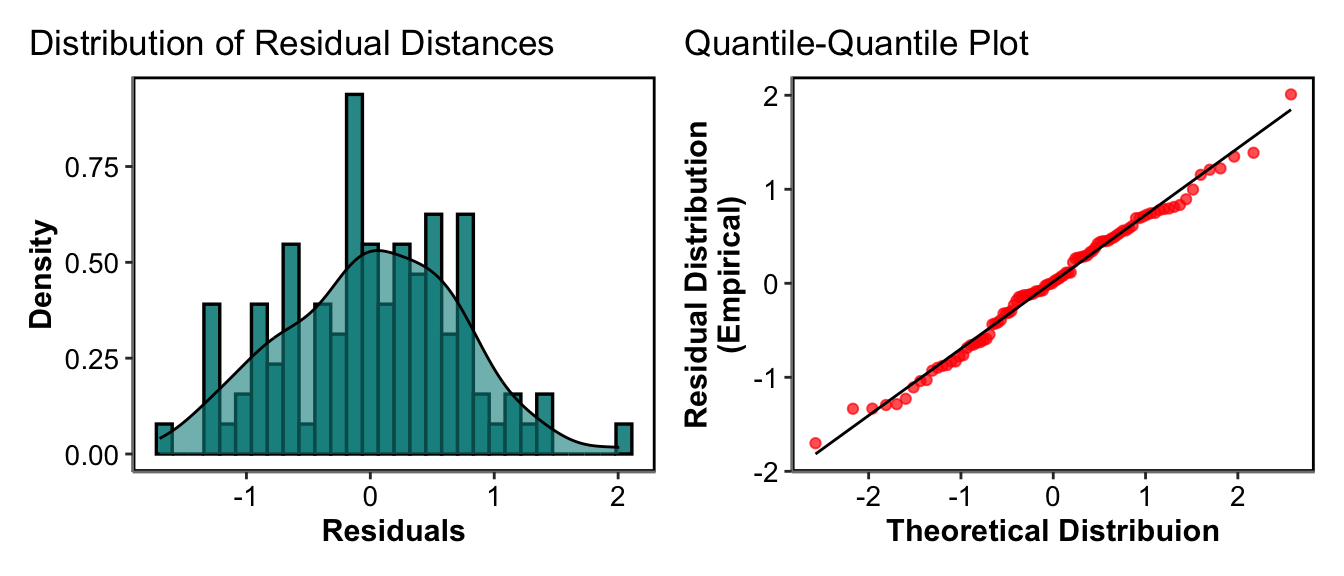 Distribution of Residual Distances
Density
0.75
0.50
0.25
0.00
-1
0
1
2
Residuals
Quantile-Quantile Plot
Residual Distribution
(Empirical)
2
1
0
-1
-2
-2
-1
0
1
2
Theoretical Distribuion